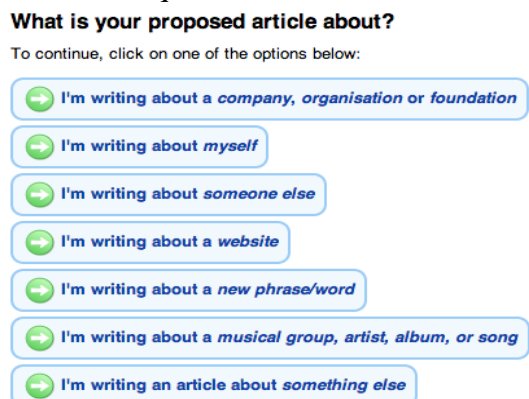 What is your proposed article about?
To continue, click on one of the options below:
I'm writing about a company, organisation or foundation
I'm writing about myself
I'm writing about someone else
I'm writing about a website
I'm writing about a new phrase/word
I'm writing about a musical group, artist, album, or song
I'm writing an article about something else